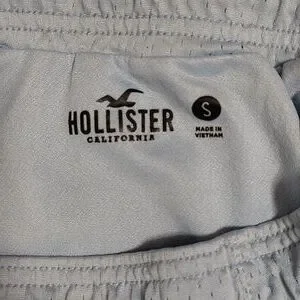 HOLLISTER
CALIFORNIA
S
MADE IN
VIETNAM